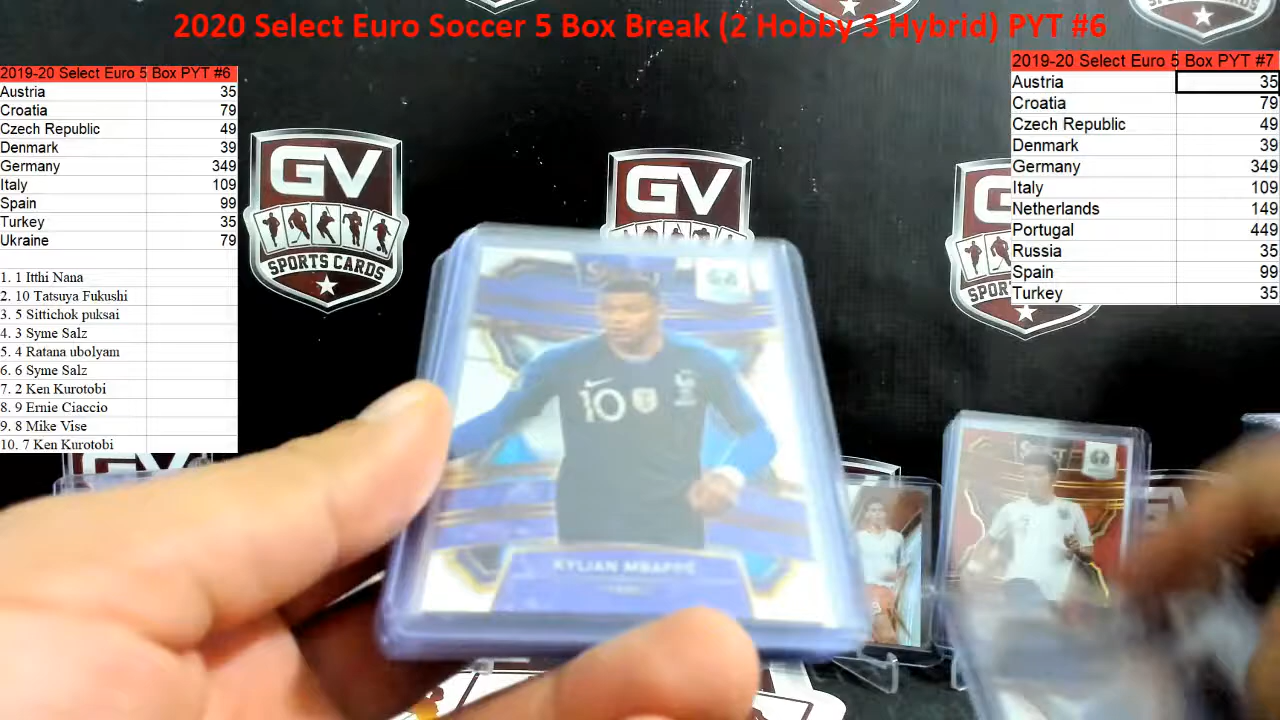 2020 Select Euro Soccer 5 Box Break (2 Hobby 3 Hybrid) PYT #6
2019-20 Select Euro 5 Box PYT #6
Austria 35
Croatia 79
Czech Republic 49
Denmark 39
Germany 349
Italy 109
Spain 99
Turkey 35
Ukraine 79
1. 1 Itthi Nana
2. 10 Tatsuya Fukushi
3. 5 Sittichok puksai
4. 3 Syme Salz
5. 4 Ratana ubolyam
6. 6 Syme Salz
7. 2 Ken Kurotobi
8. 9 Ernie Ciaccio
9. 8 Mike Vise
10. 7 Ken Kurotobi
2019-20 Select Euro 5 Box PYT #7
Austria 35
Croatia 79
Czech Republic 49
Denmark 39
Germany 349
Italy 109
Netherlands 149
Portugal 449
Russia 35
Spain 99
Turkey 35
GV
SPORTS CARDS
GV
10
KYLIAN MBAPPÉ